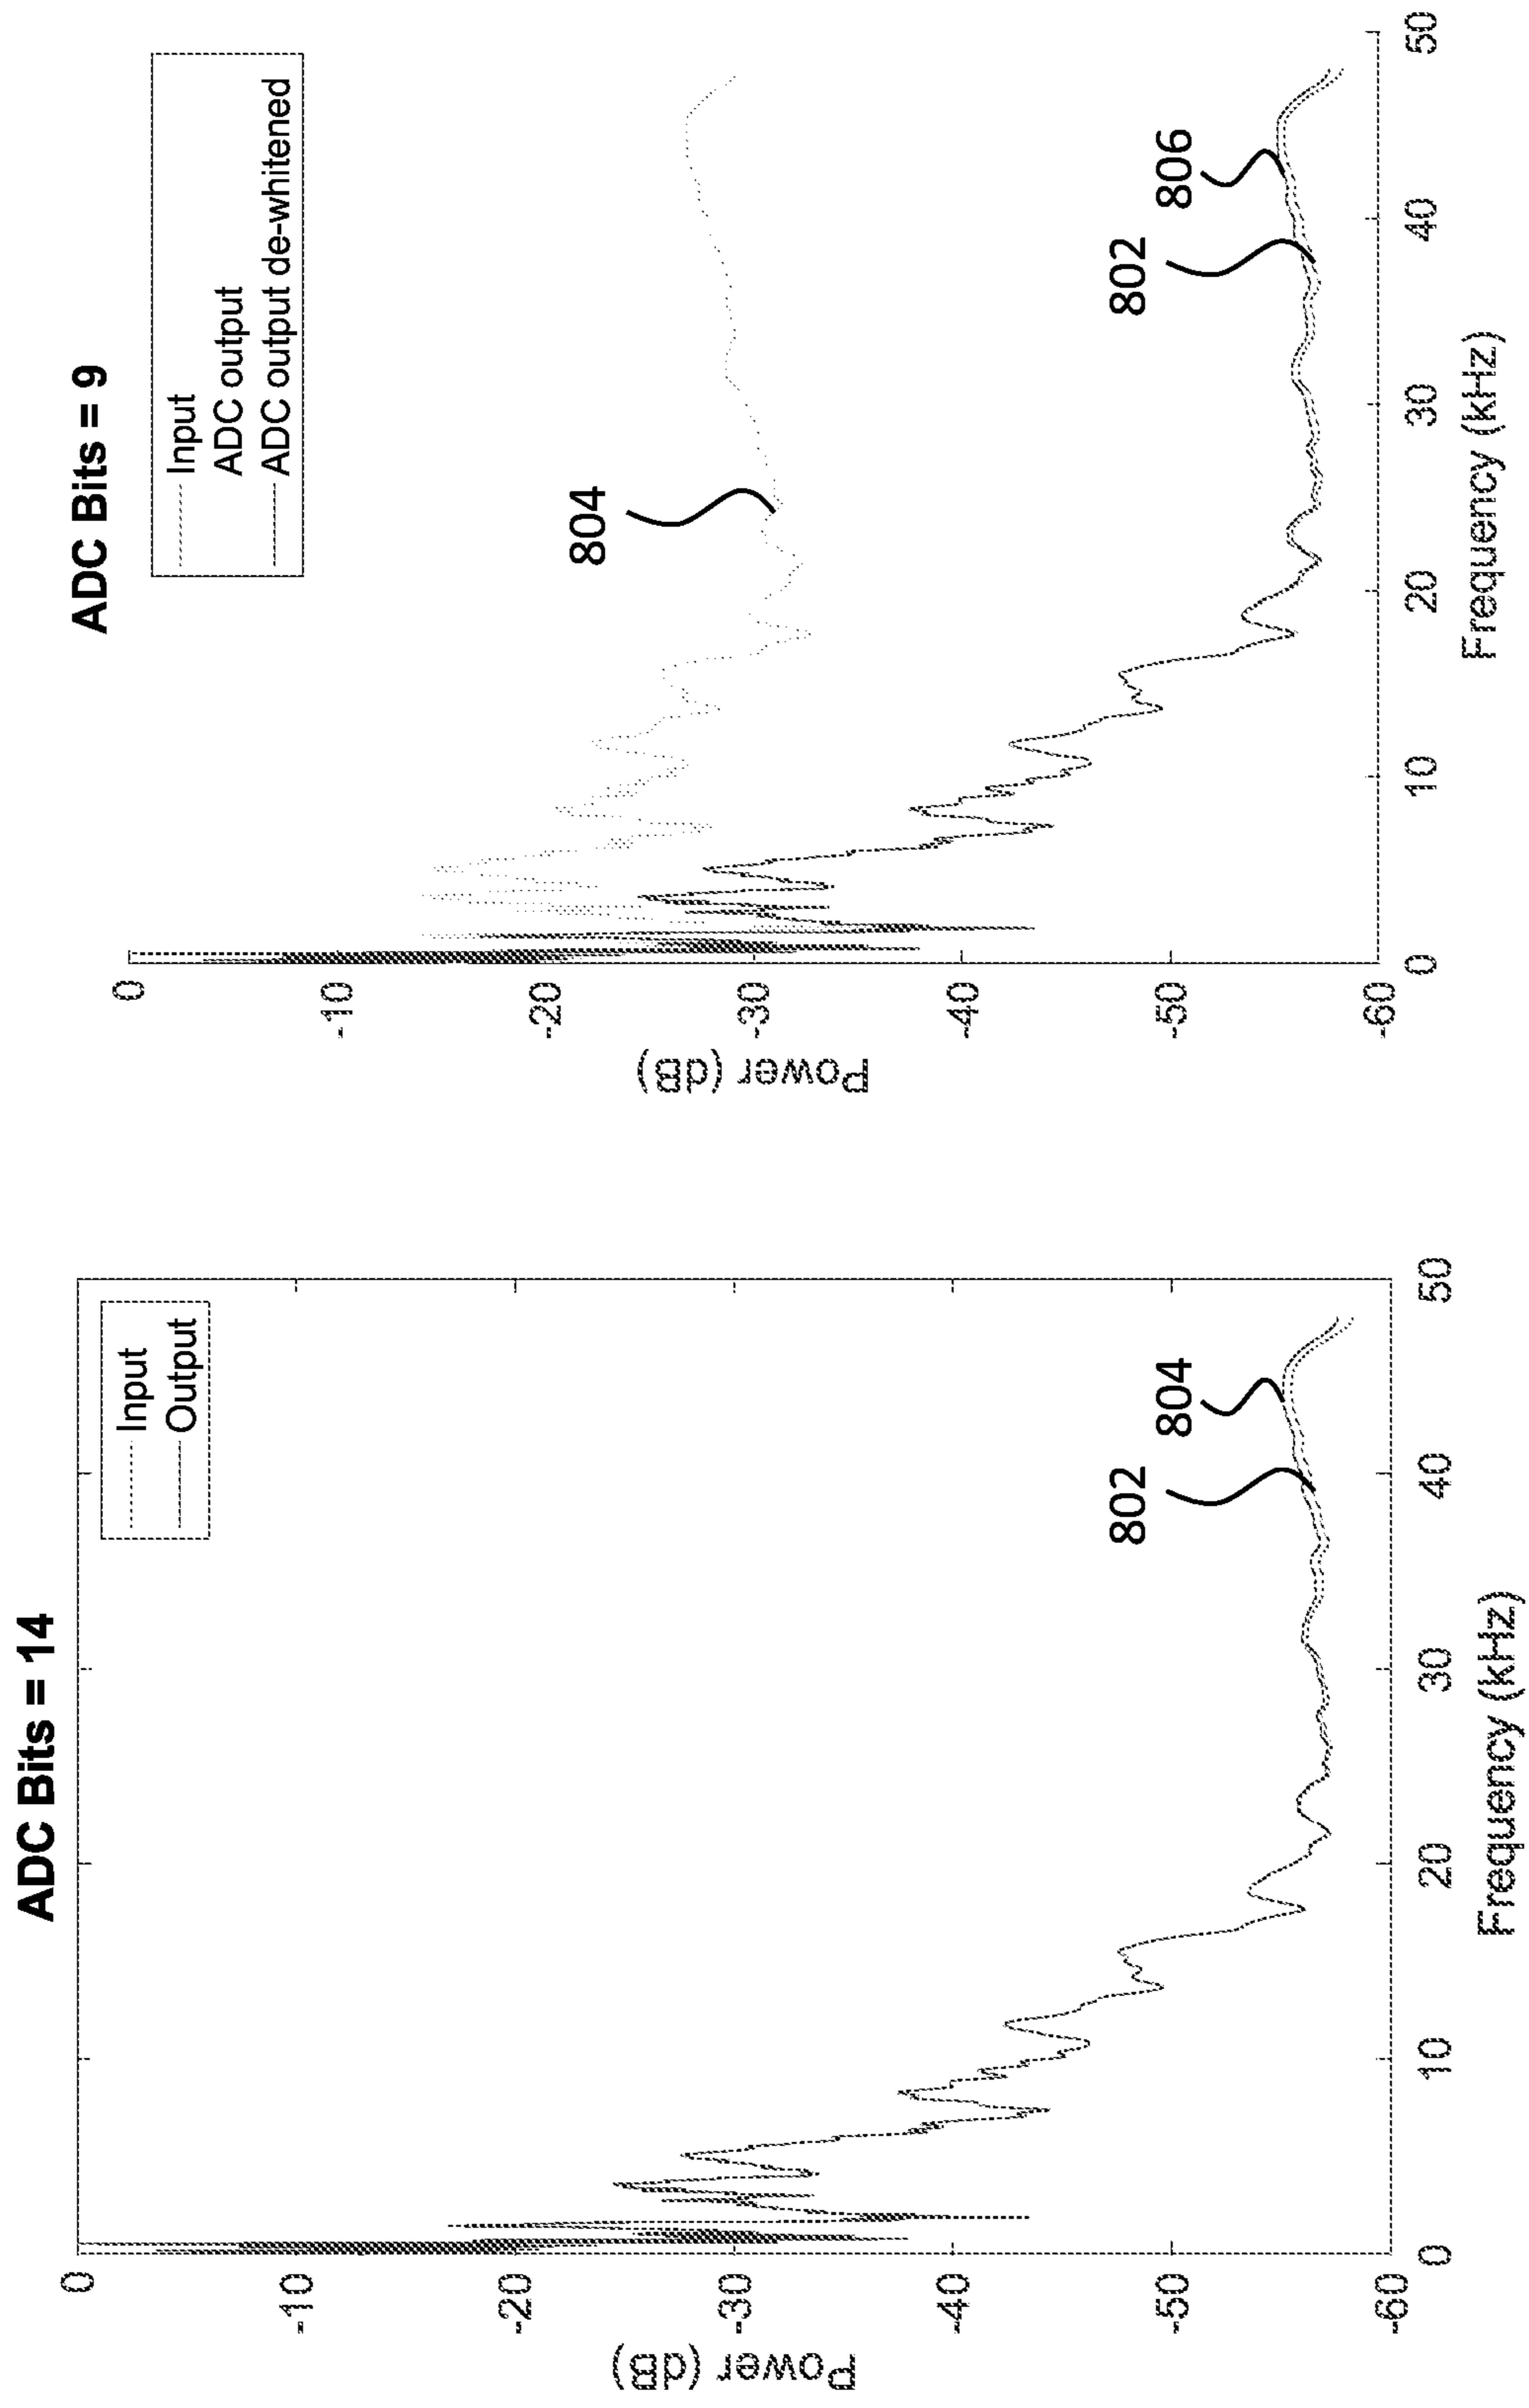 ADC Bits = 14
Input
Output
0
-10
-20
-30
-40
-50
-60
Power (dB)
0
10
20
30
40
50
Frequency (kHz)
802
804
ADC Bits = 9
Input
ADC output
ADC output de-whitened
0
-10
-20
-30
-40
-50
-60
Power (dB)
0
10
20
30
40
50
Frequency (kHz)
804
802
806